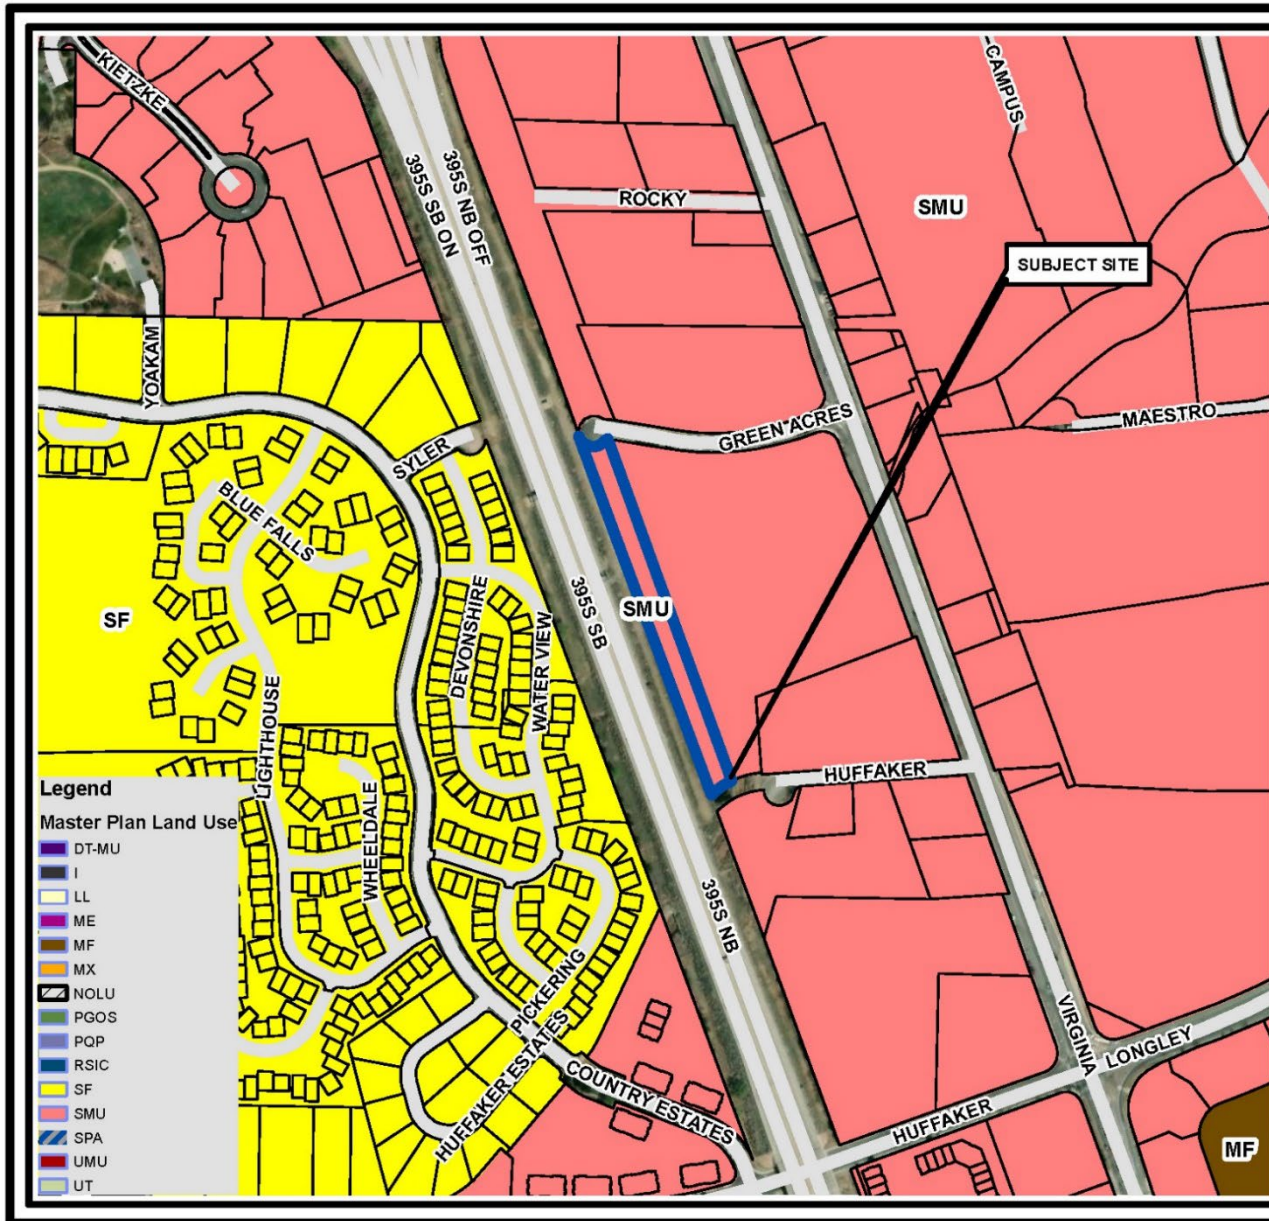 KIETZKE
CAMPUS
395S SB ON
395S NB OFF
ROCKY
SMU
SUBJECT SITE
YOAKAM
GREEN ACRES
MAESTRO
SYLER
BLUE FALLS
395S SB
SMU
SF
DEVONSHIRE
WATER VIEW
LIGHTHOUSE
HUFFAKER
WHEELDALE
395S NB
PICKERING
HUFFAKER ESTATES
COUNTRY ESTATES
VIRGINIA
LONGLEY
HUFFAKER
MF
Legend
Master Plan Land Use
DT-MU
I
LL
ME
MF
MX
NOLU
PGOS
PQP
RSIC
SF
SMU
SPA
UMU
UT